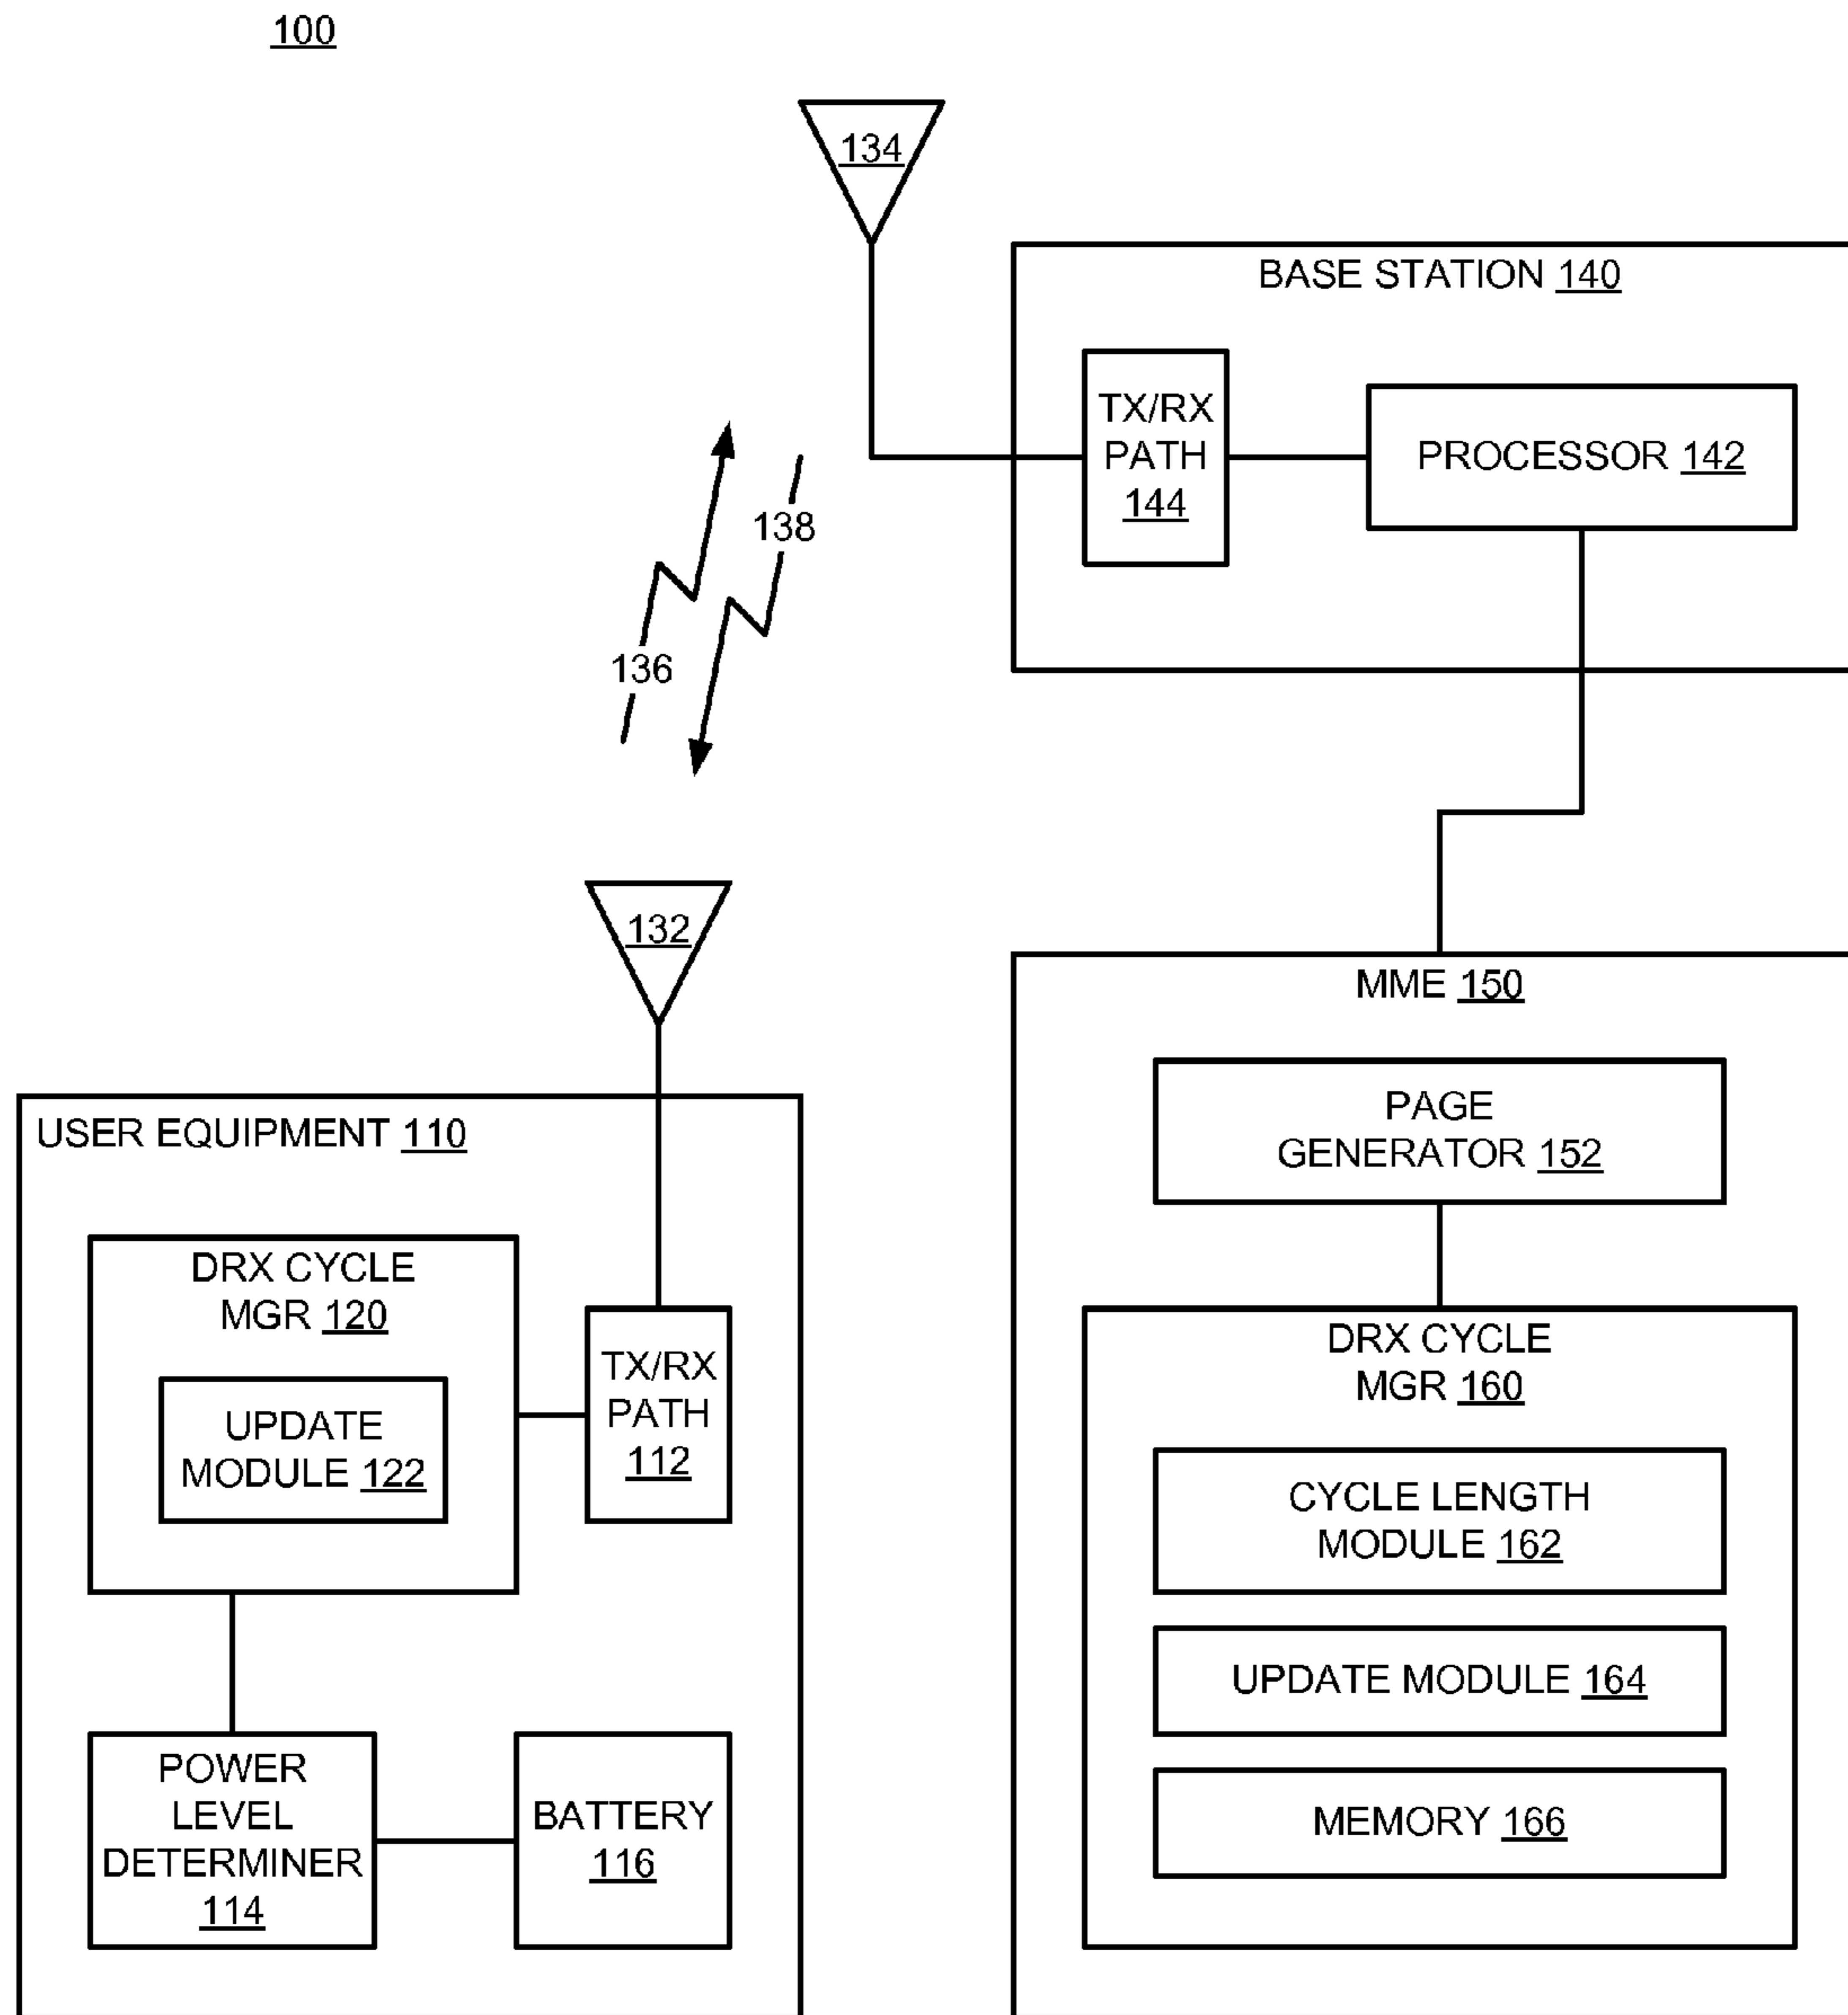 100
134
BASE STATION 140
TX/RX
PATH
144
PROCESSOR 142
138
136
132
MME 150
PAGE
GENERATOR 152
USER EQUIPMENT 110
DRX CYCLE
MGR 120
UPDATE
MODULE 122
TX/RX
PATH
112
DRX CYCLE
MGR 160
CYCLE LENGTH
MODULE 162
UPDATE MODULE 164
MEMORY 166
POWER
LEVEL
DETERMINER
114
BATTERY
116